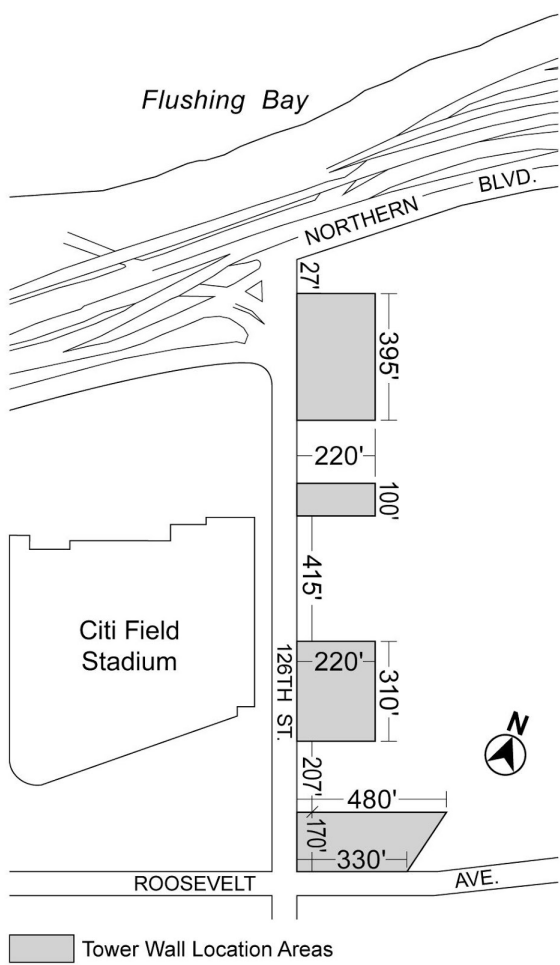 Flushing Bay
NORTHERN BLVD.
27'
395'
220'
100'
415'
Citi Field
Stadium
126TH ST.
220'
310'
N
207'
480'
170'
330'
ROOSEVELT AVE.
Tower Wall Location Areas